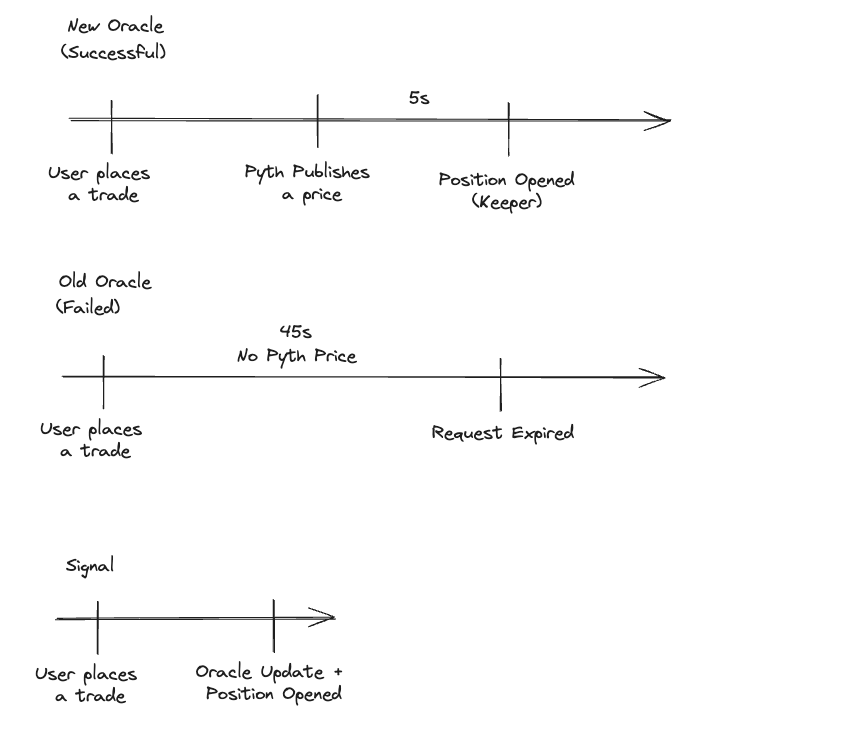 New Oracle
(Successful)
5s
User places
a trade
Pyth Publishes
a price
Position Opened
(Keeper)
Old Oracle
(Failed)
45s
No Pyth Price
User places
a trade
Request Expired
Signal
User places
a trade
Oracle Update +
Position Opened